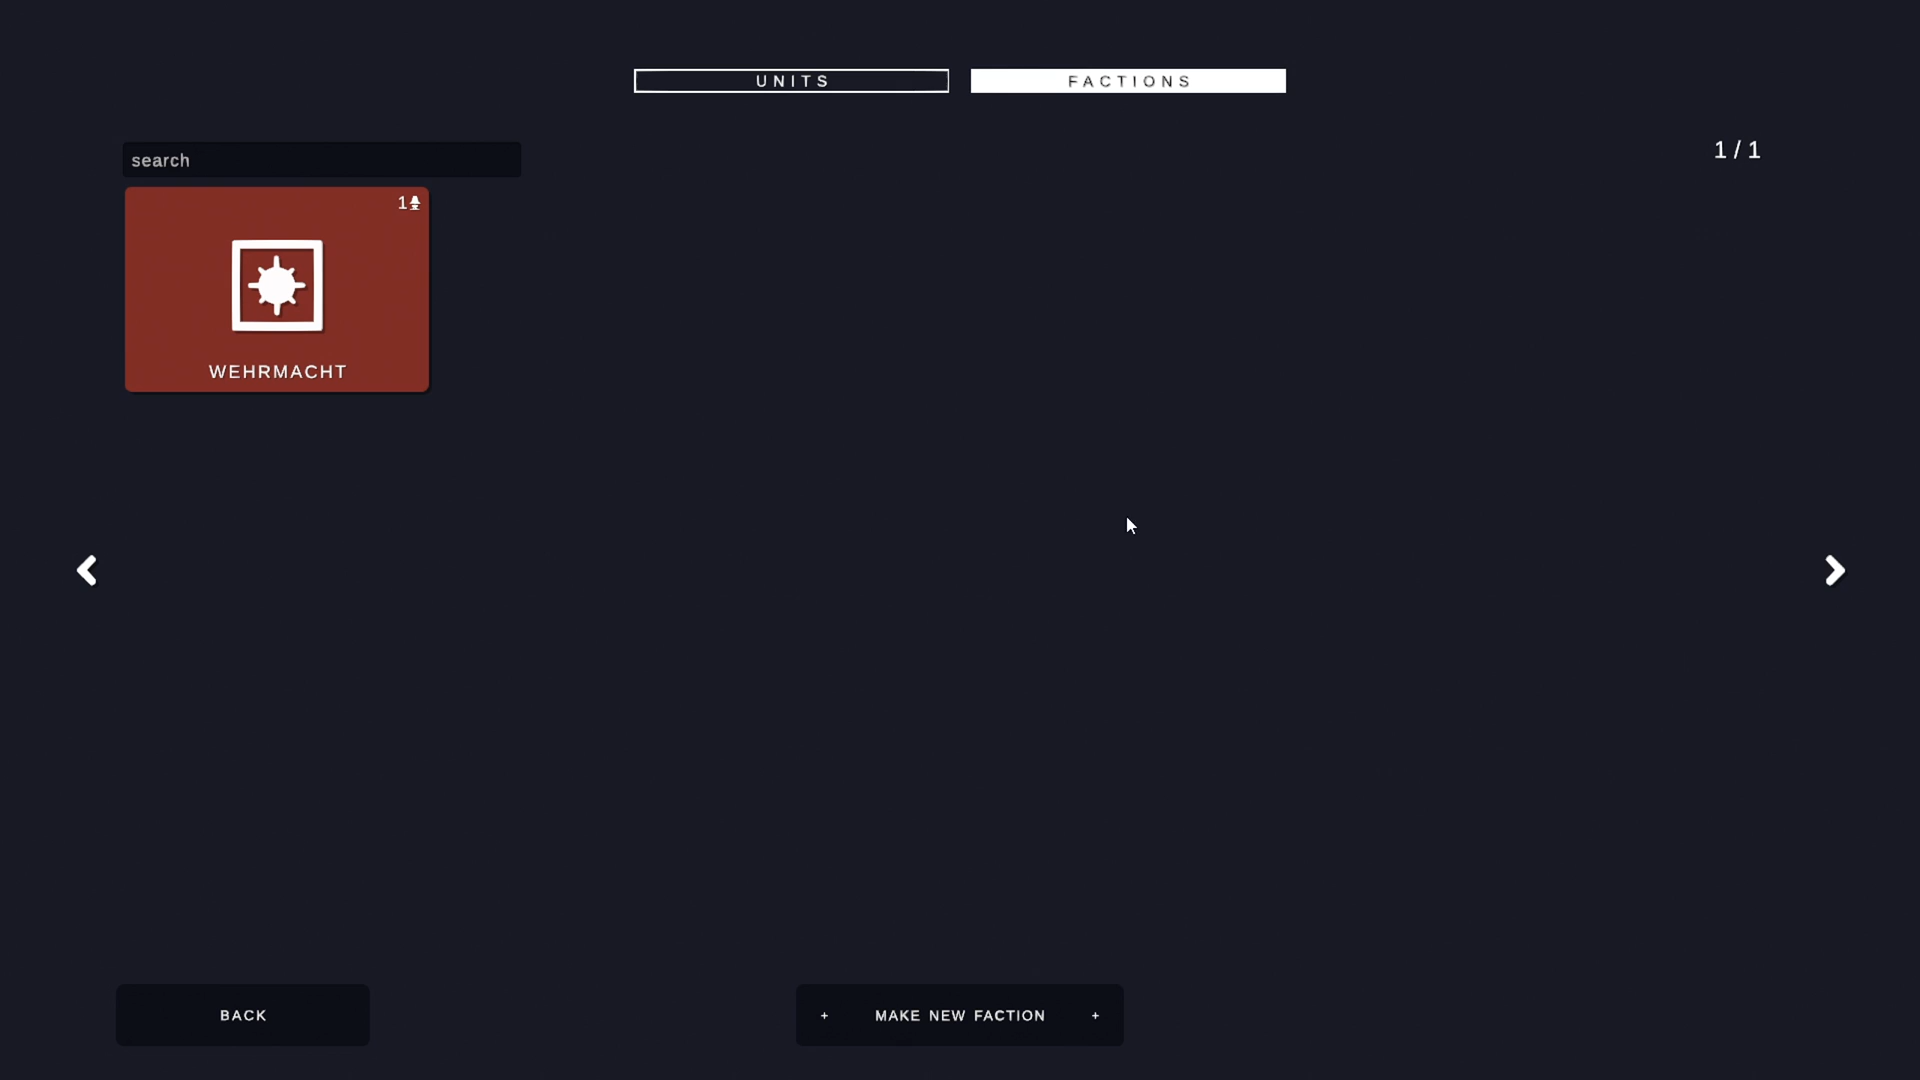 UNITS
FACTIONS
search
1 / 1
1
WEHRMACHT
BACK
+ MAKE NEW FACTION +